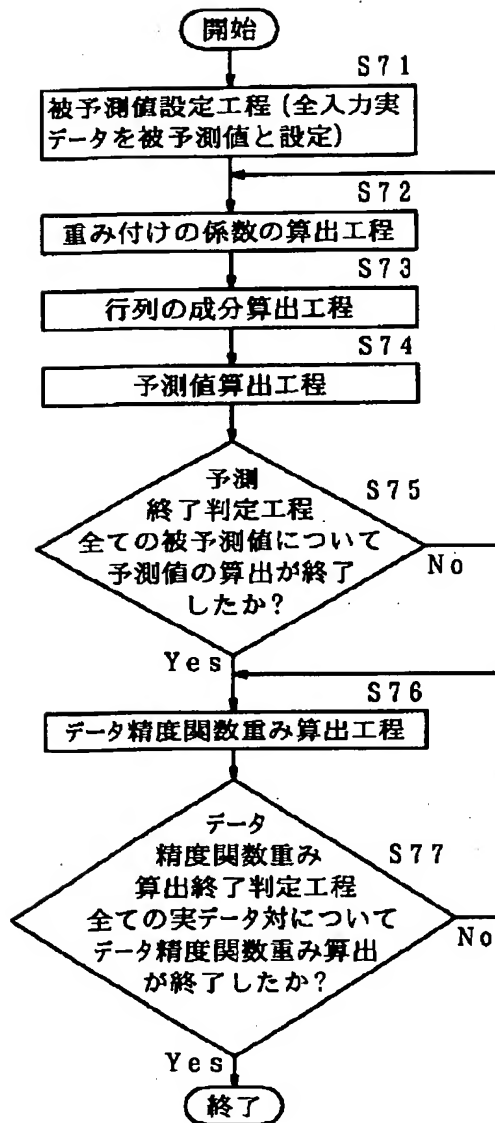 開始
S71
被予測値設定工程(全入力実
データを被予測値と設定)
S72
重み付けの係数の算出工程
S73
行列の成分算出工程
S74
予測値算出工程
S75
予測
終了判定工程
全ての被予測値について
予測値の算出が終了
したか?
No
Yes
S76
データ精度関数重み算出工程
S77
データ
精度関数重み
算出終了判定工程
全ての実データ対について
データ精度関数重み算出
が終了したか?
No
Yes
終了